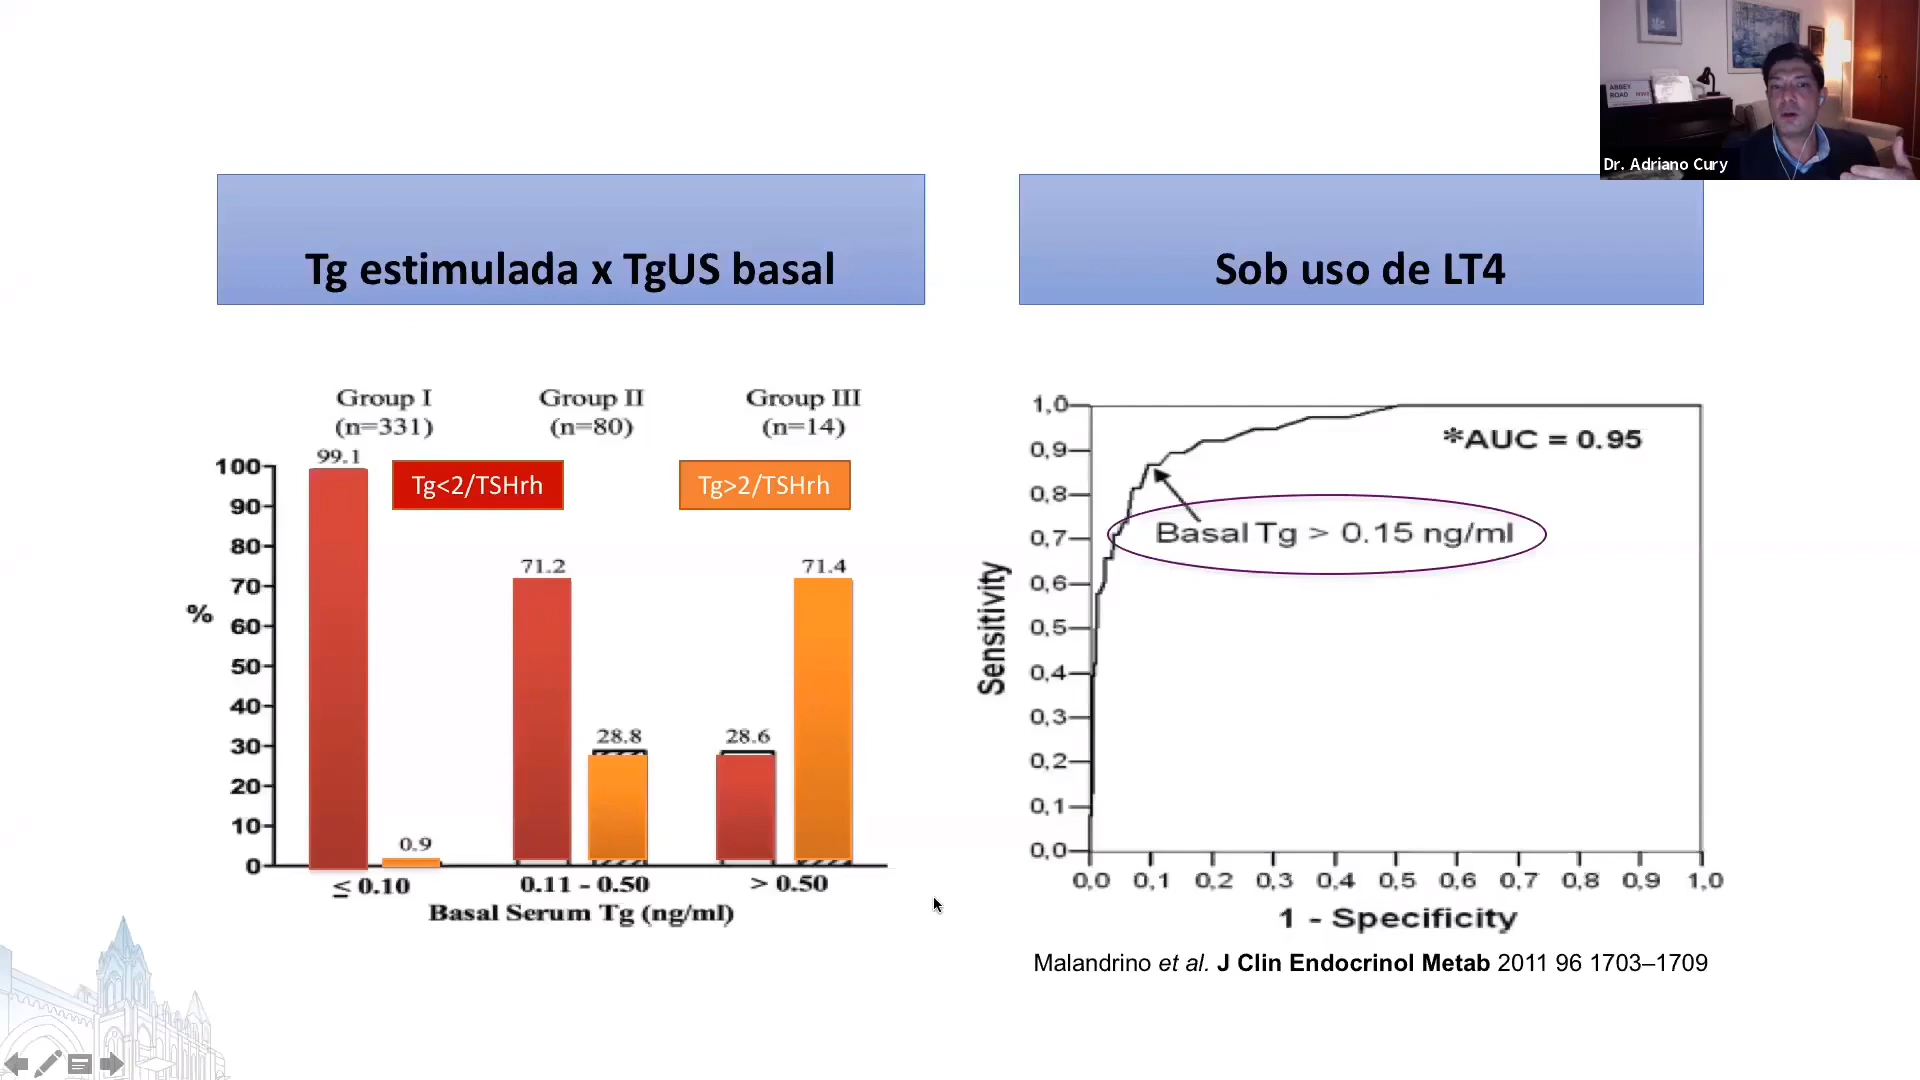 ABBEY
ROAD
Dr. Adriano Cury
Tg estimulada x TgUS basal
Sob uso de LT4
Group I
(n=331)
Group II
(n=80)
Group III
(n=14)
Tg<2/TSHrh
Tg>2/TSHrh
%
100
90
80
70
60
50
40
30
20
10
0
99.1
0.9
71.2
28.8
28.6
71.4
≤ 0.10
0.11 - 0.50
> 0.50
Basal Serum Tg (ng/ml)
Sensitivity
1,0
0,9
0,8
0,7
0,6
0,5
0,4
0,3
0,2
0,1
0,0
*AUC = 0.95
Basal Tg > 0.15 ng/ml
0,0 0,1 0,2 0,3 0,4 0,5 0,6 0,7 0,8 0,9 1,0
1 - Specificity
Malandrino et al. J Clin Endocrinol Metab 2011 96 1703–1709